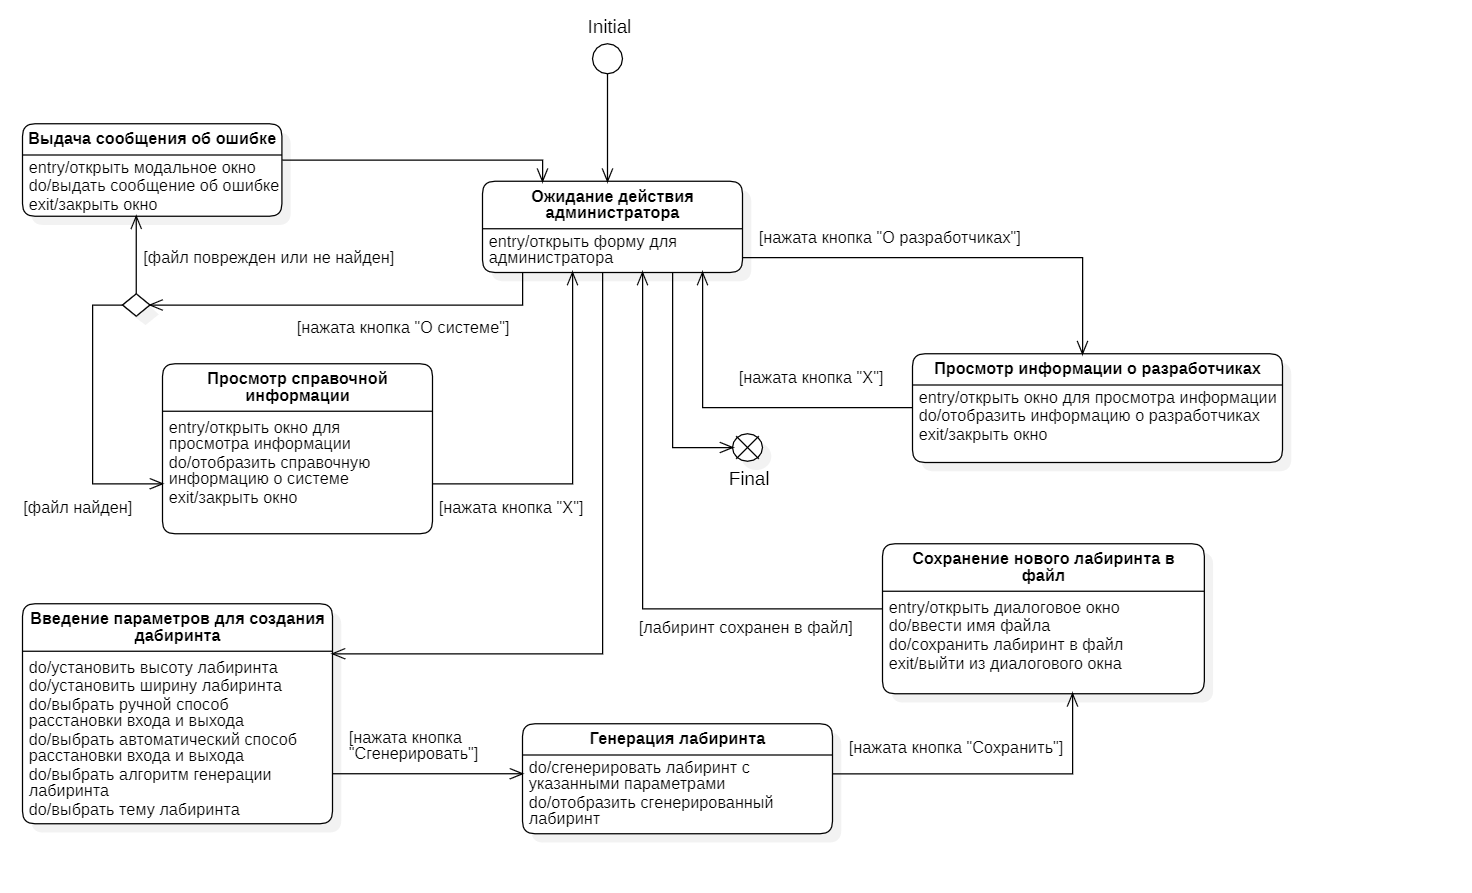 Initial
Выдача сообщения об ошибке
entry/открыть модальное окно
do/выдать сообщение об ошибке
exit/закрыть окно
Ожидание действия
администратора
entry/открыть форму для
администратора
[нажата кнопка "О разработчиках"]
[файл поврежден или не найден]
[нажата кнопка "О системе"]
Просмотр справочной
информации
entry/открыть окно для
просмотра информации
do/отобразить справочную
информацию о системе
exit/закрыть окно
[файл найден]
[нажата кнопка "X"]
[нажата кнопка "X"]
Просмотр информации о разработчиках
entry/открыть окно для просмотра информации
do/отобразить информацию о разработчиках
exit/закрыть окно
Final
Сохранение нового лабиринта в
файл
entry/открыть диалоговое окно
do/ввести имя файла
do/сохранить лабиринт в файл
exit/выйти из диалогового окна
[лабиринт сохранен в файл]
Введение параметров для создания
дабиринта
do/установить высоту лабиринта
do/установить ширину лабиринта
do/выбрать ручной способ
расстановки входа и выхода
do/выбрать автоматический способ
расстановки входа и выхода
do/выбрать алгоритм генерации
лабиринта
do/выбрать тему лабиринта
[нажата кнопка
"Сгенерировать"]
Генерация лабиринта
do/сгенерировать лабиринт с
указанными параметрами
do/отобразить сгенерированный
лабиринт
[нажата кнопка "Сохранить"]